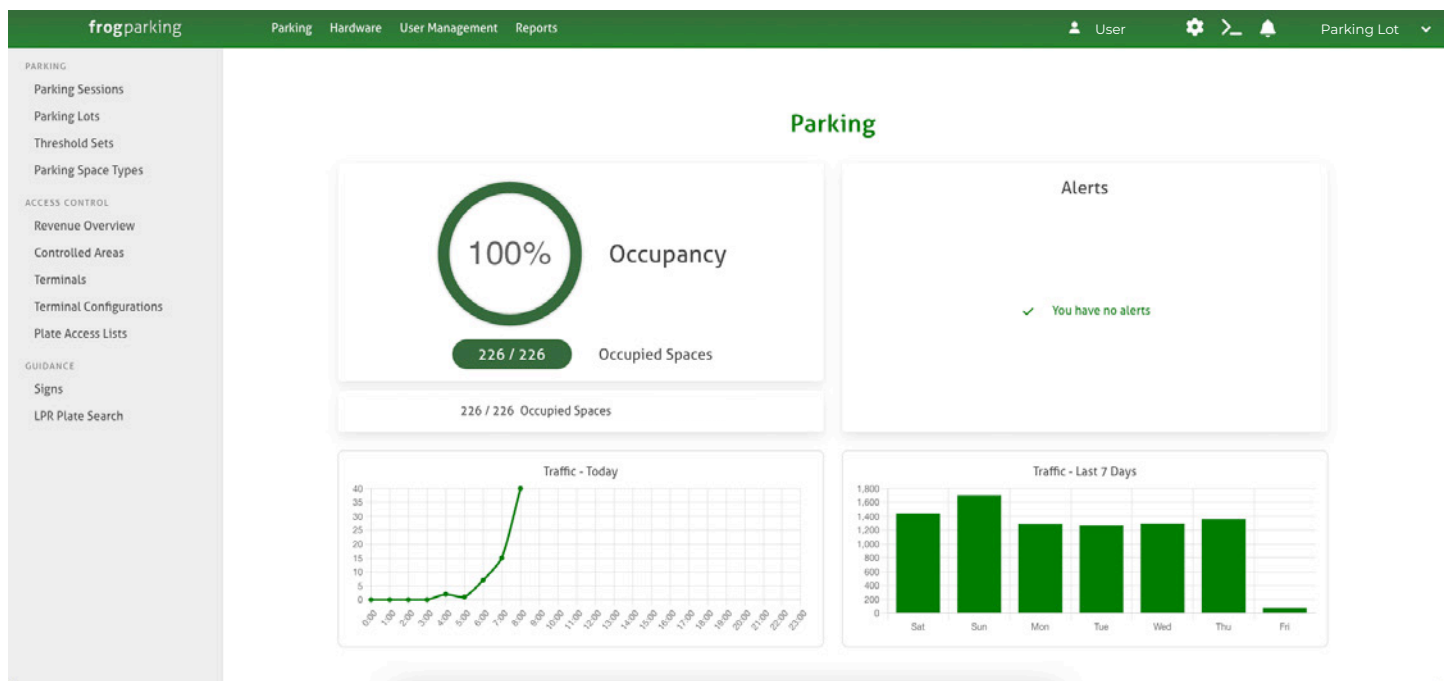 frogparking Parking Hardware User Management Reports User Parking Lot
PARKING
Parking Sessions
Parking Lots
Threshold Sets
Parking Space Types
ACCESS CONTROL
Revenue Overview
Controlled Areas
Terminals
Terminal Configurations
Plate Access Lists
GUIDANCE
Signs
LPR Plate Search
Parking
100% Occupancy
226 / 226 Occupied Spaces
226 / 226 Occupied Spaces
Alerts
You have no alerts
Traffic - Today
40
35
30
25
20
15
10
5
0
0:00 1:00 2:00 3:00 4:00 5:00 6:00 7:00 8:00 9:00 10:00 11:00 12:00 13:00 14:00 15:00 16:00 17:00 18:00 19:00 20:00 21:00 22:00 23:00
Traffic - Last 7 Days
1,800
1,600
1,400
1,200
1,000
800
600
400
200
0
Sat Sun Mon Tue Wed Thu Fri